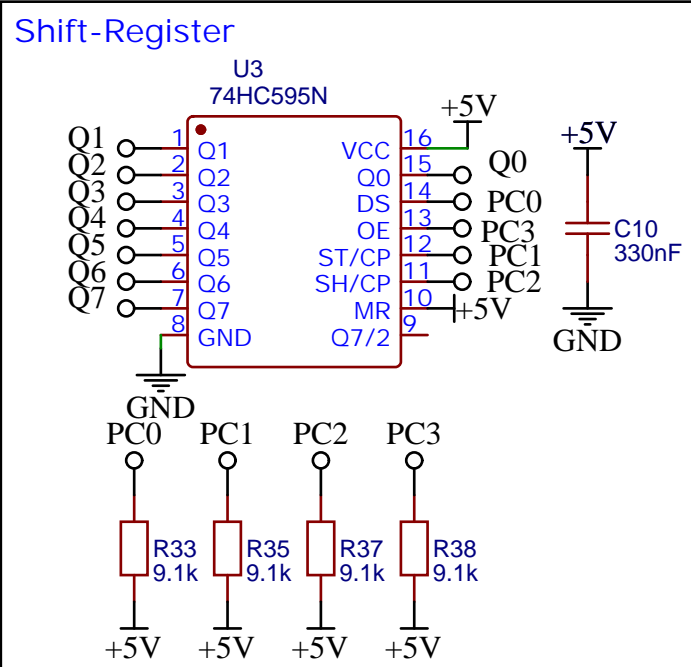 Shift-Register
U3
74HC595N
+5V
+5V
Q1 1 Q1 VCC 16
Q2 2 Q2 Q0 15 Q0
Q3 3 Q3 DS 14 PC0
Q4 4 Q4 OE 13 PC3
Q5 5 Q5 ST/CP 12 PC1
Q6 6 Q6 SH/CP 11 PC2
Q7 7 Q7 MR 10 +5V
8 GND Q7/2 9
C10
330nF
GND
GND
PC0 PC1 PC2 PC3
R33 R35 R37 R38
9.1k 9.1k 9.1k 9.1k
+5V +5V +5V +5V